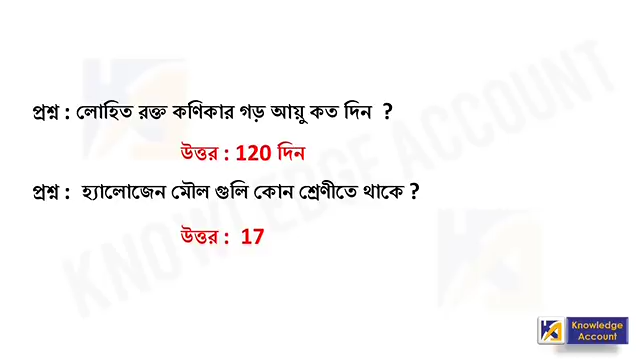 প্রশ্ন : লোহিত রক্ত কণিকার গড় আয়ু কত দিন ?
উত্তর : 120 দিন
প্রশ্ন : হ্যালোজেন মৌল গুলি কোন শ্রেণীতে থাকে ?
উত্তর : 17
KNOWLEDGE ACCOUNT
Knowledge
Account